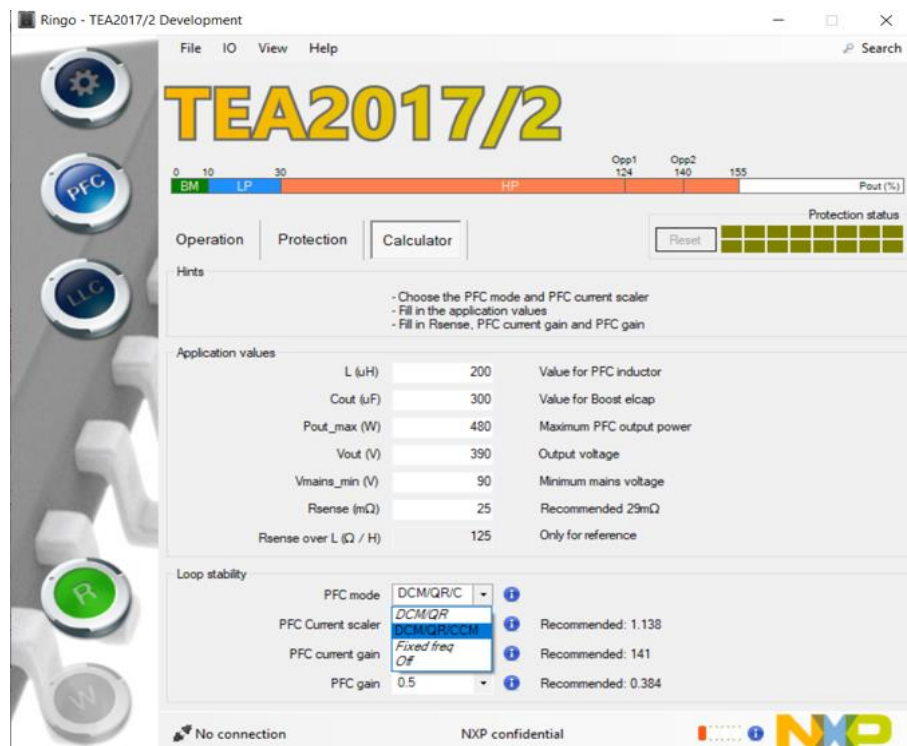 Ringo - TEA2017/2 Development
File IO View Help Search
TEA2017/2
Opp1 Opp2
0 10 30 124 140 155
BM LP HP Pout (%)
Protection status
Operation Protection Calculator Reset
Hints
- Choose the PFC mode and PFC current scaler
- Fill in the application values
- Fill in Rsense, PFC current gain and PFC gain
Application values
L (uH) 200 Value for PFC inductor
Cout (uF) 300 Value for Boost elcap
Pout_max (W) 480 Maximum PFC output power
Vout (V) 390 Output voltage
Vmains_min (V) 90 Minimum mains voltage
Rsense (mΩ) 25 Recommended 29mΩ
Rsense over L (Ω / H) 125 Only for reference
Loop stability
PFC mode DCM/QR/C
DCM/QR
PFC Current scaler DCM/QR/CCM Recommended: 1.138
Fixed freq
PFC current gain Off Recommended: 141
PFC gain 0.5 Recommended: 0.384
No connection NXP confidential NXP
PFC
LLC
R
W